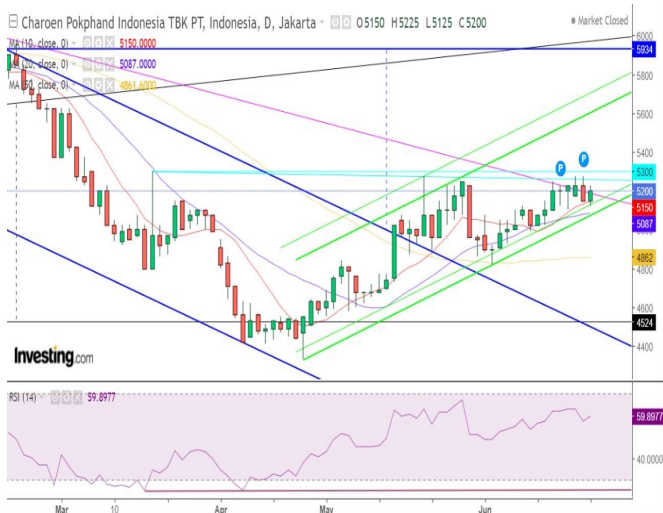 Charoen Pokphand Indonesia TBK PT, Indonesia, D, Jakarta O5150 H5225 L5125 C5200
Market Closed
MA (10, close, 0) 5150.0000
MA (20, close, 0) 5087.0000
MA (50, close, 0) 4861.6000
6000
5934
5800
5600
5400
5300
5200
5150
5087
4862
4800
4600
4524
4400
P
P
Investing.com
RSI (14) 59.8977
59.8977
40.0000
Mar 10 Apr May Jun